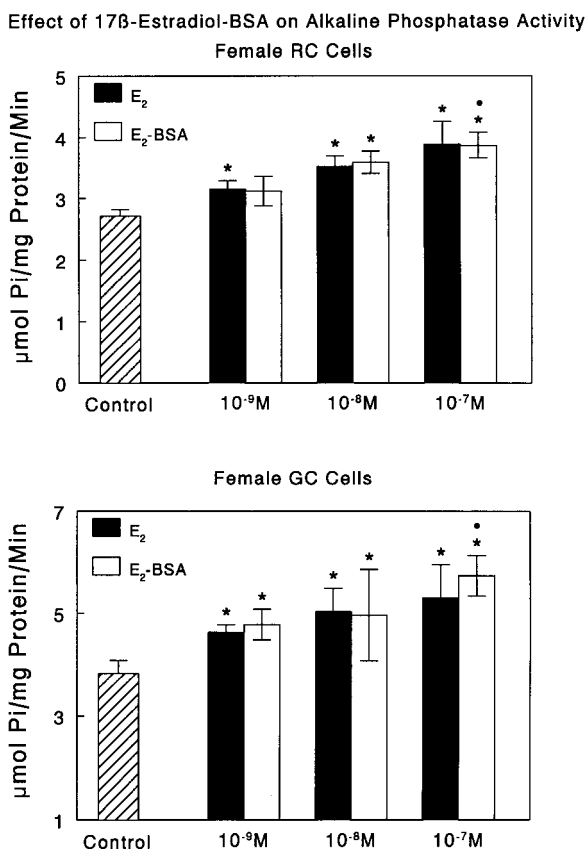 Effect of 17ß-Estradiol-BSA on Alkaline Phosphatase Activity
Female RC Cells
µmol Pi/mg Protein/Min
5
4
3
2
1
0
E₂
E₂-BSA
* * * * * •
Control 10⁻⁹M 10⁻⁸M 10⁻⁷M
Female GC Cells
µmol Pi/mg Protein/Min
7
5
3
1
E₂
E₂-BSA
* * * * * * •
Control 10⁻⁹M 10⁻⁸M 10⁻⁷M